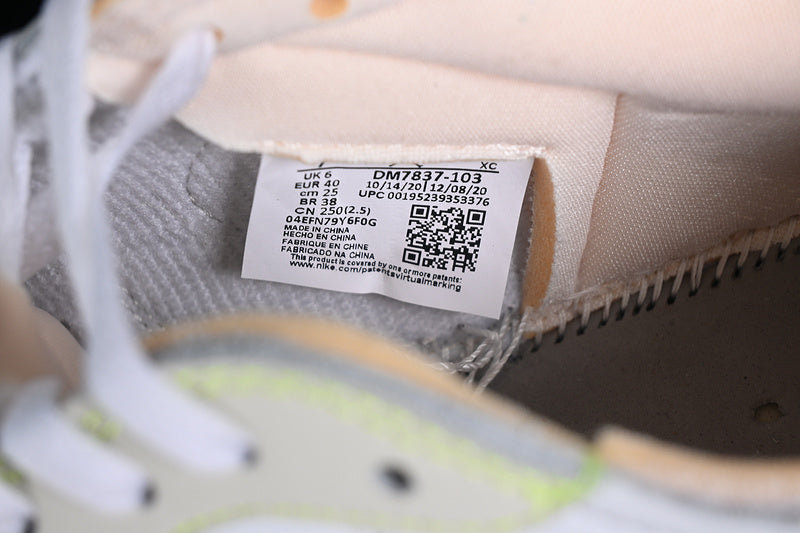 XC
UK 6 DM7837-103
EUR 40 10/14/20 12/08/20
cm 25 UPC 00195239353376
BR 38
CN 250(2.5)
04EFN79Y6F0G
MADE IN CHINA
HECHO EN CHINA
FABRIQUE EN CHINE
FABRICADO NA CHINA
This product is covered by one or more patents:
www.nike.com/patentsvirtualmarking